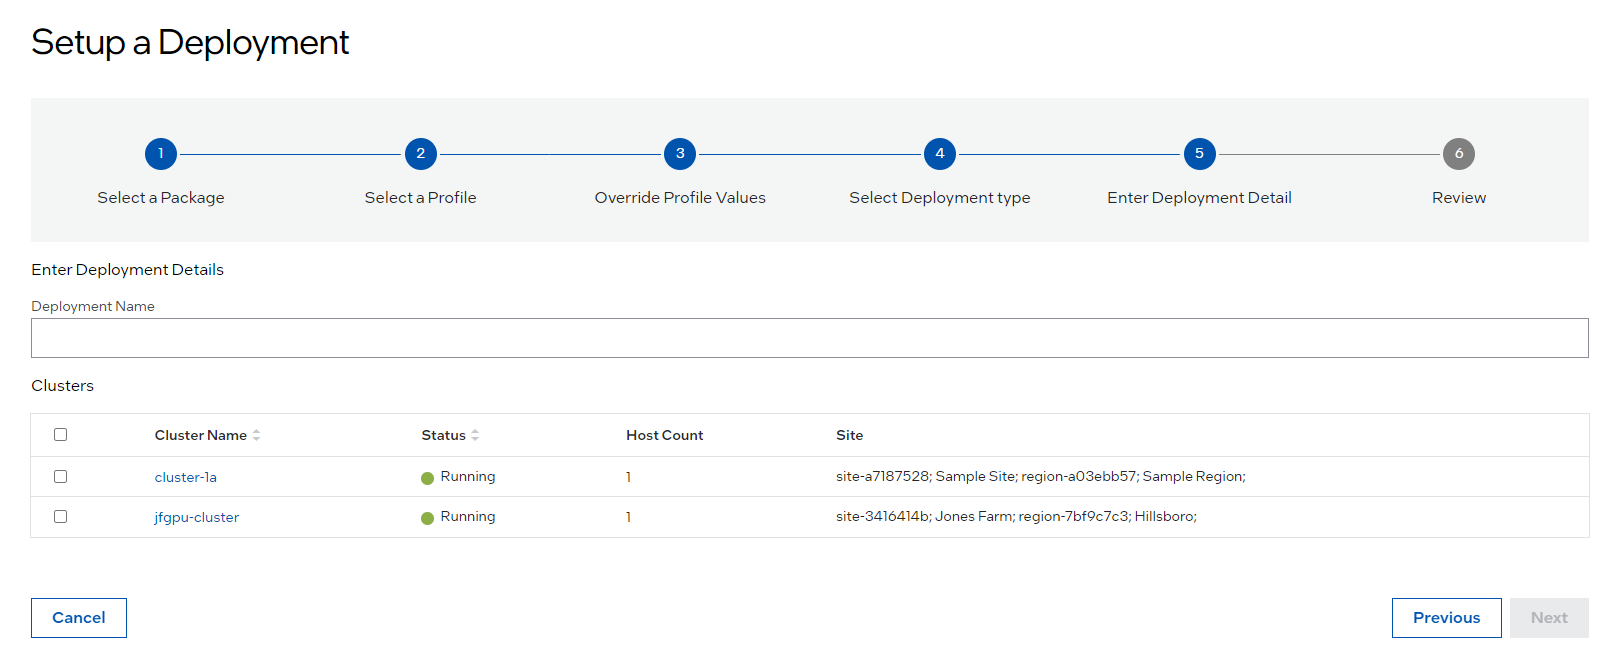 Setup a Deployment
1 2 3 4 5 6
Select a Package Select a Profile Override Profile Values Select Deployment type Enter Deployment Detail Review
Enter Deployment Details
Deployment Name
Clusters
Cluster Name Status Host Count Site
cluster-1a Running 1 site-a7187528; Sample Site; region-a03ebb57; Sample Region;
jfgpu-cluster Running 1 site-3416414b; Jones Farm; region-7bf9c7c3; Hillsboro;
Cancel Previous Next